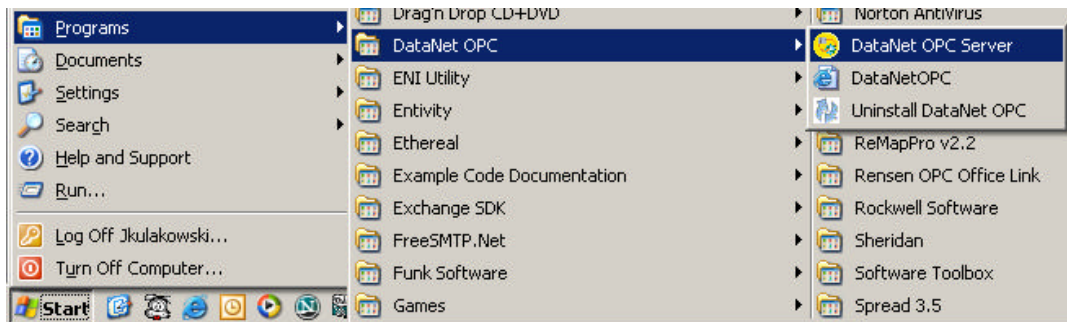 Programs
Documents
Settings
Search
Help and Support
Run...
Log Off Jkulakowski...
Turn Off Computer...
Start
Drag'n Drop CD+DVD
DataNet OPC
ENI Utility
Entivity
Ethereal
Example Code Documentation
Exchange SDK
FreeSMTP.Net
Funk Software
Games
Norton AntiVirus
DataNet OPC Server
DataNetOPC
Uninstall DataNet OPC
ReMapPro v2.2
Rensen OPC Office Link
Rockwell Software
Sheridan
Software Toolbox
Spread 3.5